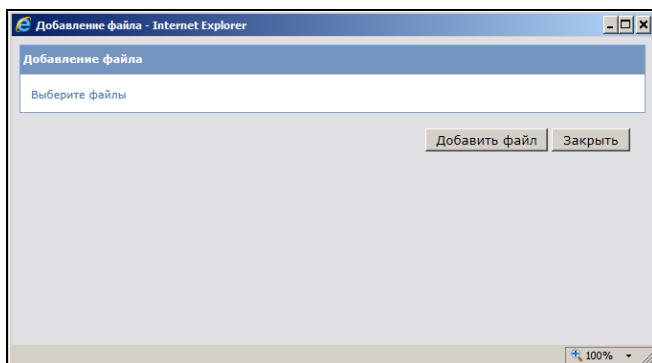 Добавление файла - Internet Explorer
Добавление файла
Выберите файлы
Добавить файл Закрыть
100%